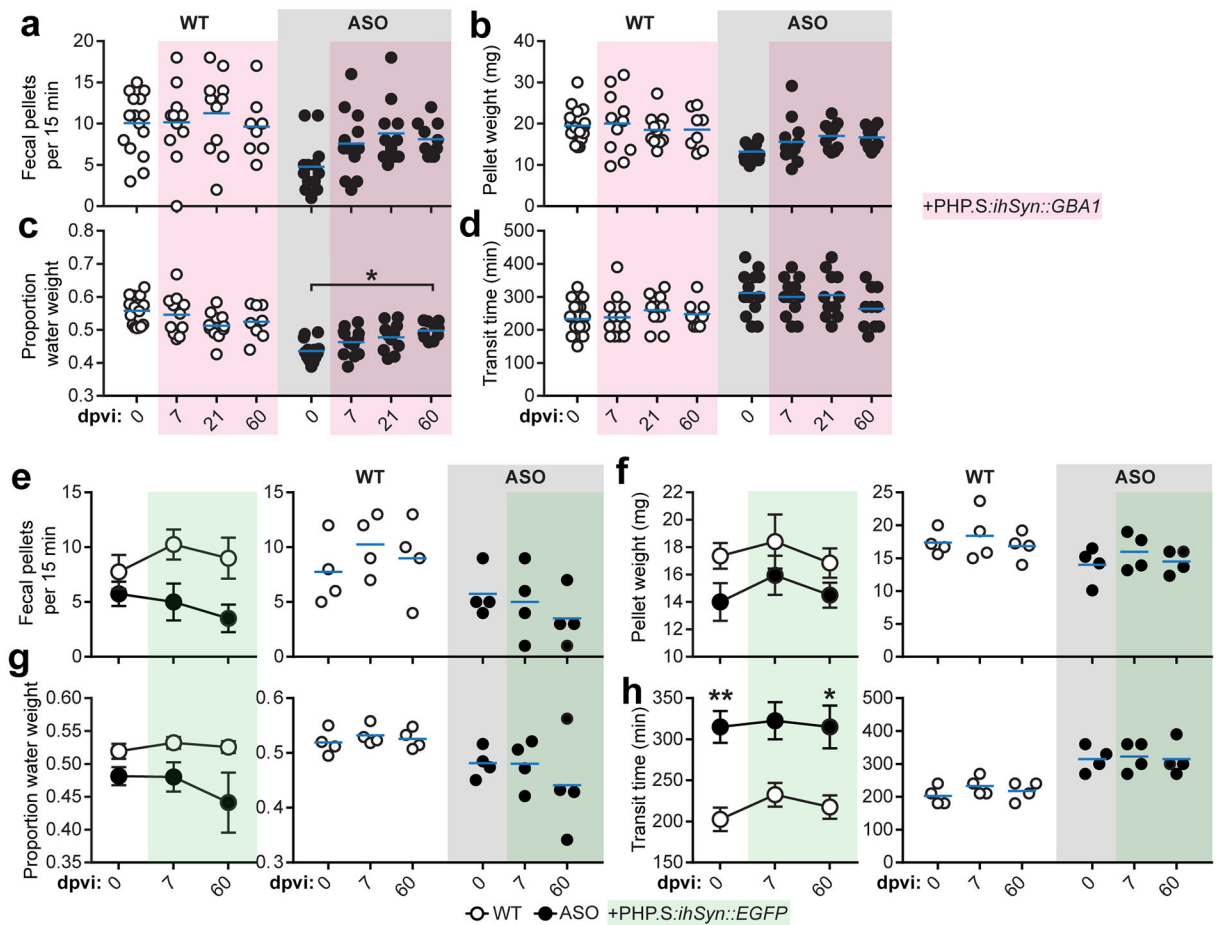 a
WT
ASO
Fecal pellets
per 15 min
20
15
10
5
0
b
WT
ASO
Pellet weight (mg)
40
30
20
10
0
+PHP.S:ihSyn::GBA1
c
Proportion
water weight
0.8
0.7
0.6
0.5
0.4
0.3
*
dpvi:
0
7
21
60
0
7
21
60
d
Transit time (min)
500
400
300
200
100
0
dpvi:
0
7
21
60
0
7
21
60
e
Fecal pellets
per 15 min
15
10
5
0
WT
ASO
15
10
5
0
f
Pellet weight (mg)
22
20
18
16
14
12
10
WT
ASO
25
20
15
10
5
0
g
Proportion water weight
0.60
0.55
0.50
0.45
0.40
0.35
dpvi:
0
7
60
0.6
0.5
0.4
0.3
0
7
60
0
7
60
h
Transit time (min)
350
300
250
200
150
**
*
dpvi:
0
7
60
500
400
300
200
100
0
0
7
60
0
7
60
WT
ASO
+PHP.S:ihSyn::EGFP